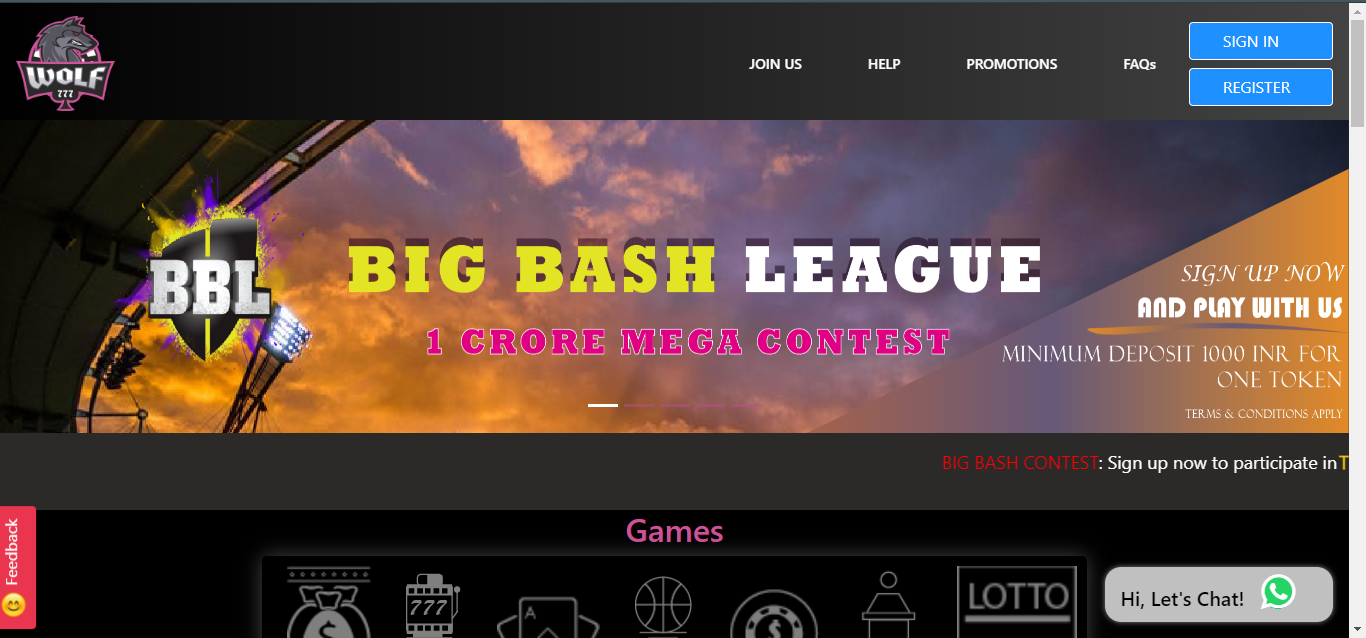 WOLF
777
JOIN US
HELP
PROMOTIONS
FAQs
SIGN IN
REGISTER
BBL
BIG BASH LEAGUE
1 CRORE MEGA CONTEST
SIGN UP NOW
AND PLAY WITH US
MINIMUM DEPOSIT 1000 INR FOR
ONE TOKEN
TERMS & CONDITIONS APPLY
BIG BASH CONTEST: Sign up now to participate in T
Feedback
Games
$
777
A
LOTTO
Hi, Let's Chat!